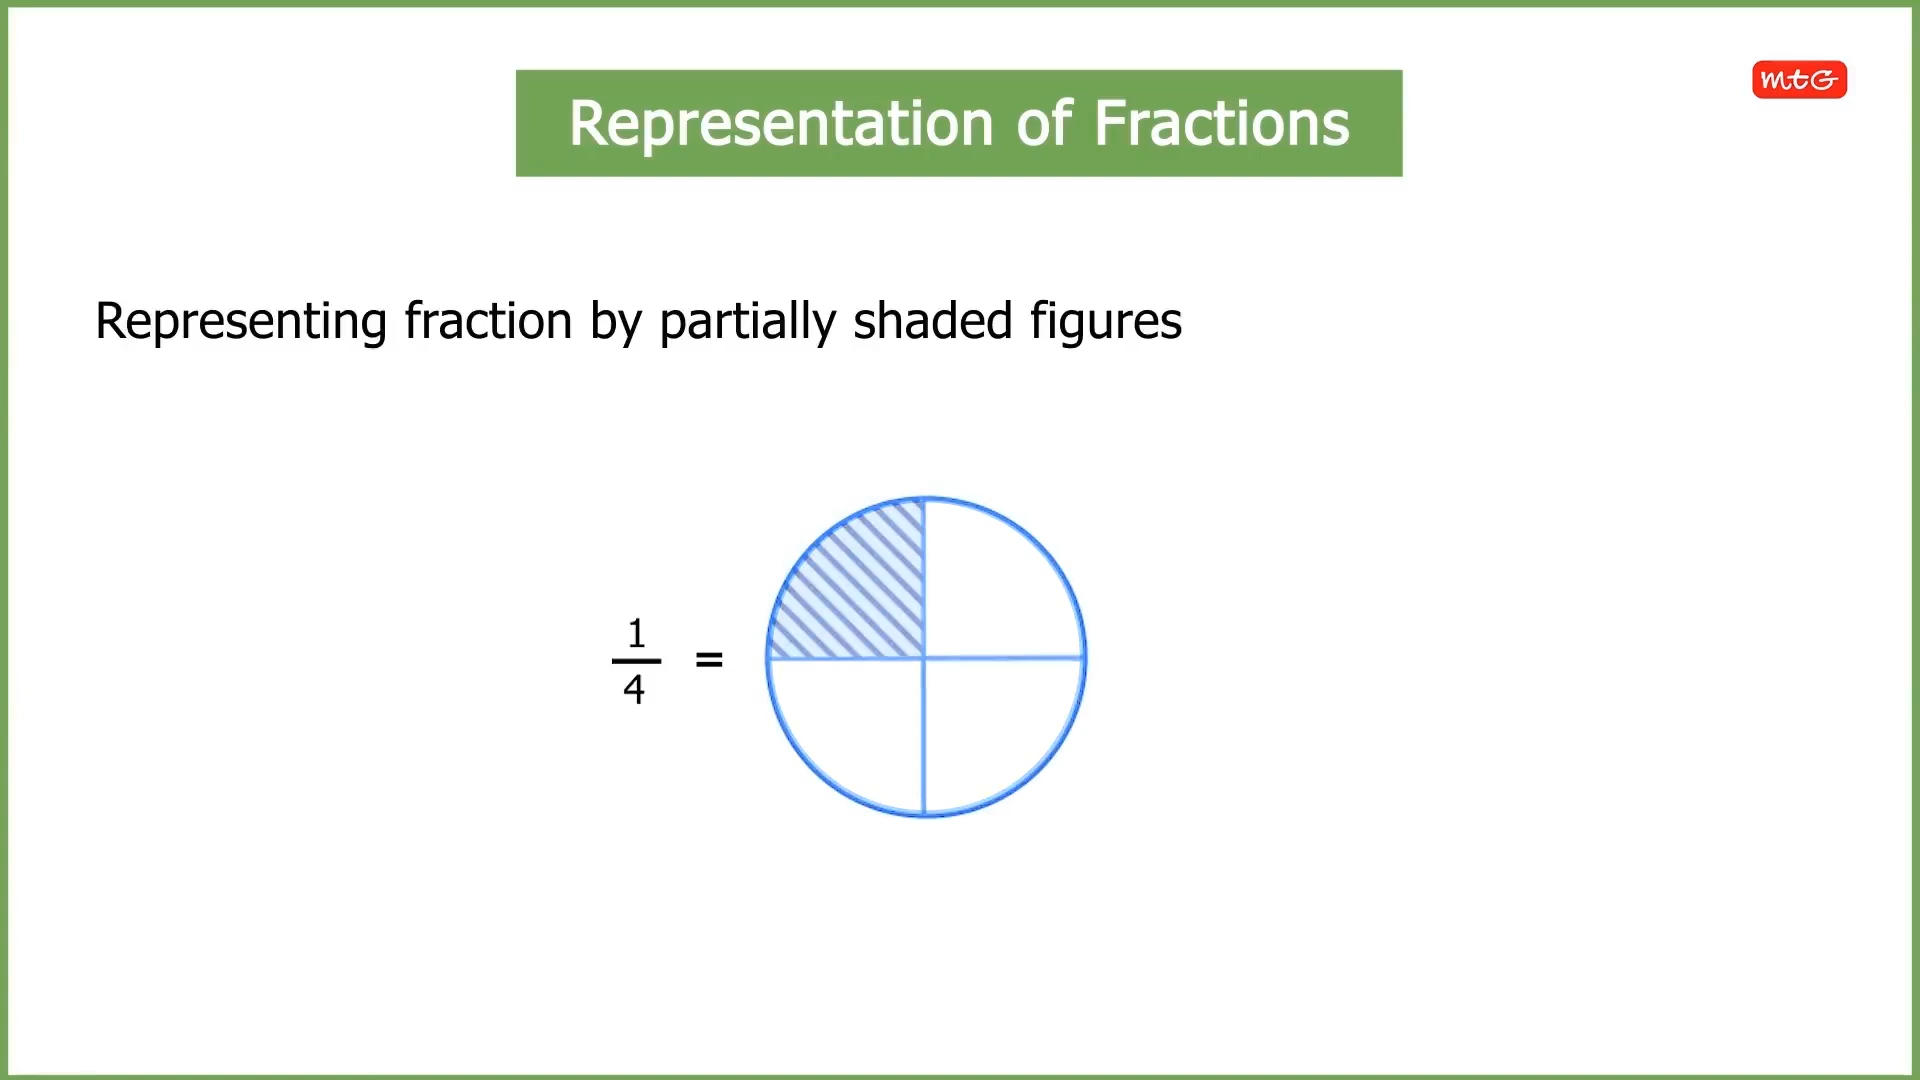 Representation of Fractions
mtG
Representing fraction by partially shaded figures
1
4
=